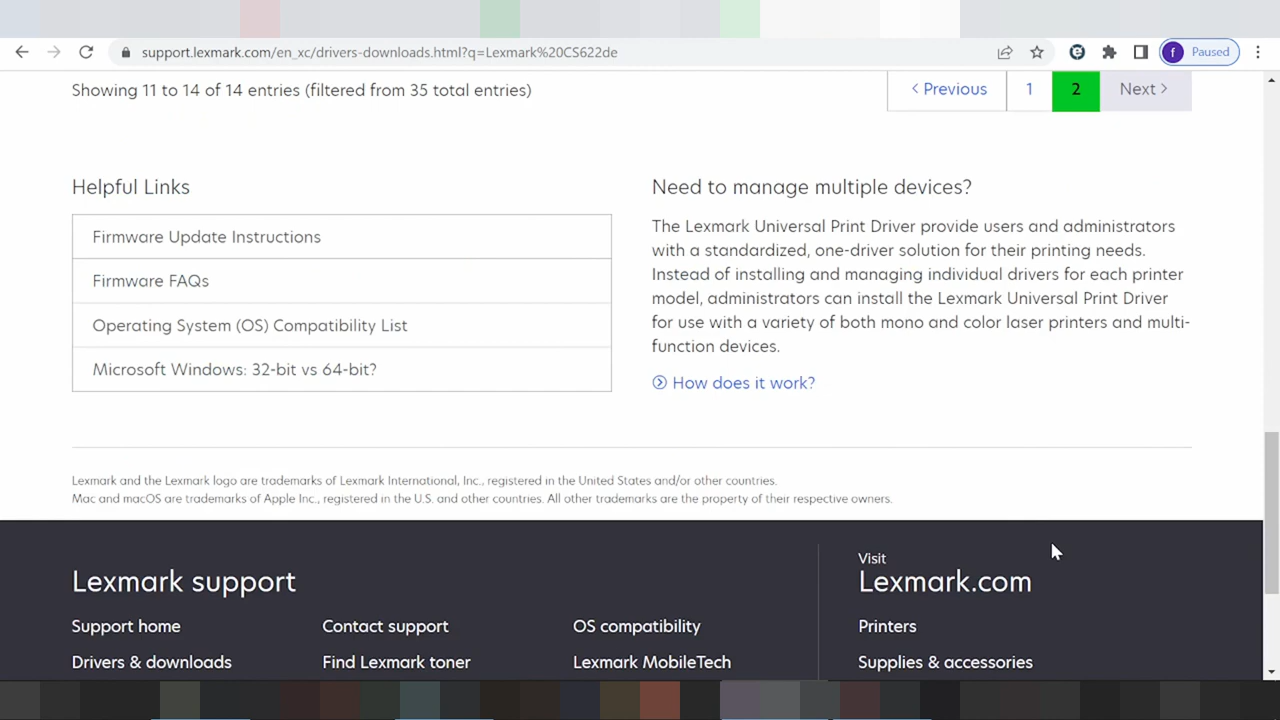 support.lexmark.com/en_xc/drivers-downloads.html?q=Lexmark%20CS622de
f
Paused
Showing 11 to 14 of 14 entries (filtered from 35 total entries)
Previous
1
2
Next
Helpful Links
Firmware Update Instructions
Firmware FAQs
Operating System (OS) Compatibility List
Microsoft Windows: 32-bit vs 64-bit?
Need to manage multiple devices?
The Lexmark Universal Print Driver provide users and administrators
with a standardized, one-driver solution for their printing needs.
Instead of installing and managing individual drivers for each printer
model, administrators can install the Lexmark Universal Print Driver
for use with a variety of both mono and color laser printers and multi-
function devices.
How does it work?
Lexmark and the Lexmark logo are trademarks of Lexmark International, Inc., registered in the United States and/or other countries.
Mac and macOS are trademarks of Apple Inc., registered in the U.S. and other countries. All other trademarks are the property of their respective owners.
Lexmark support
Support home
Contact support
OS compatibility
Drivers & downloads
Find Lexmark toner
Lexmark MobileTech
Visit
Lexmark.com
Printers
Supplies & accessories